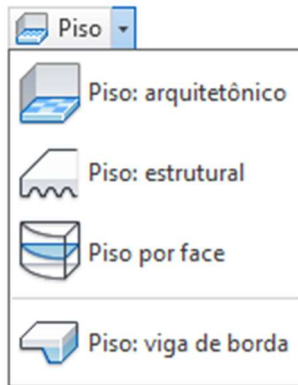 Piso
Piso: arquitetônico
Piso: estrutural
Piso por face
Piso: viga de borda